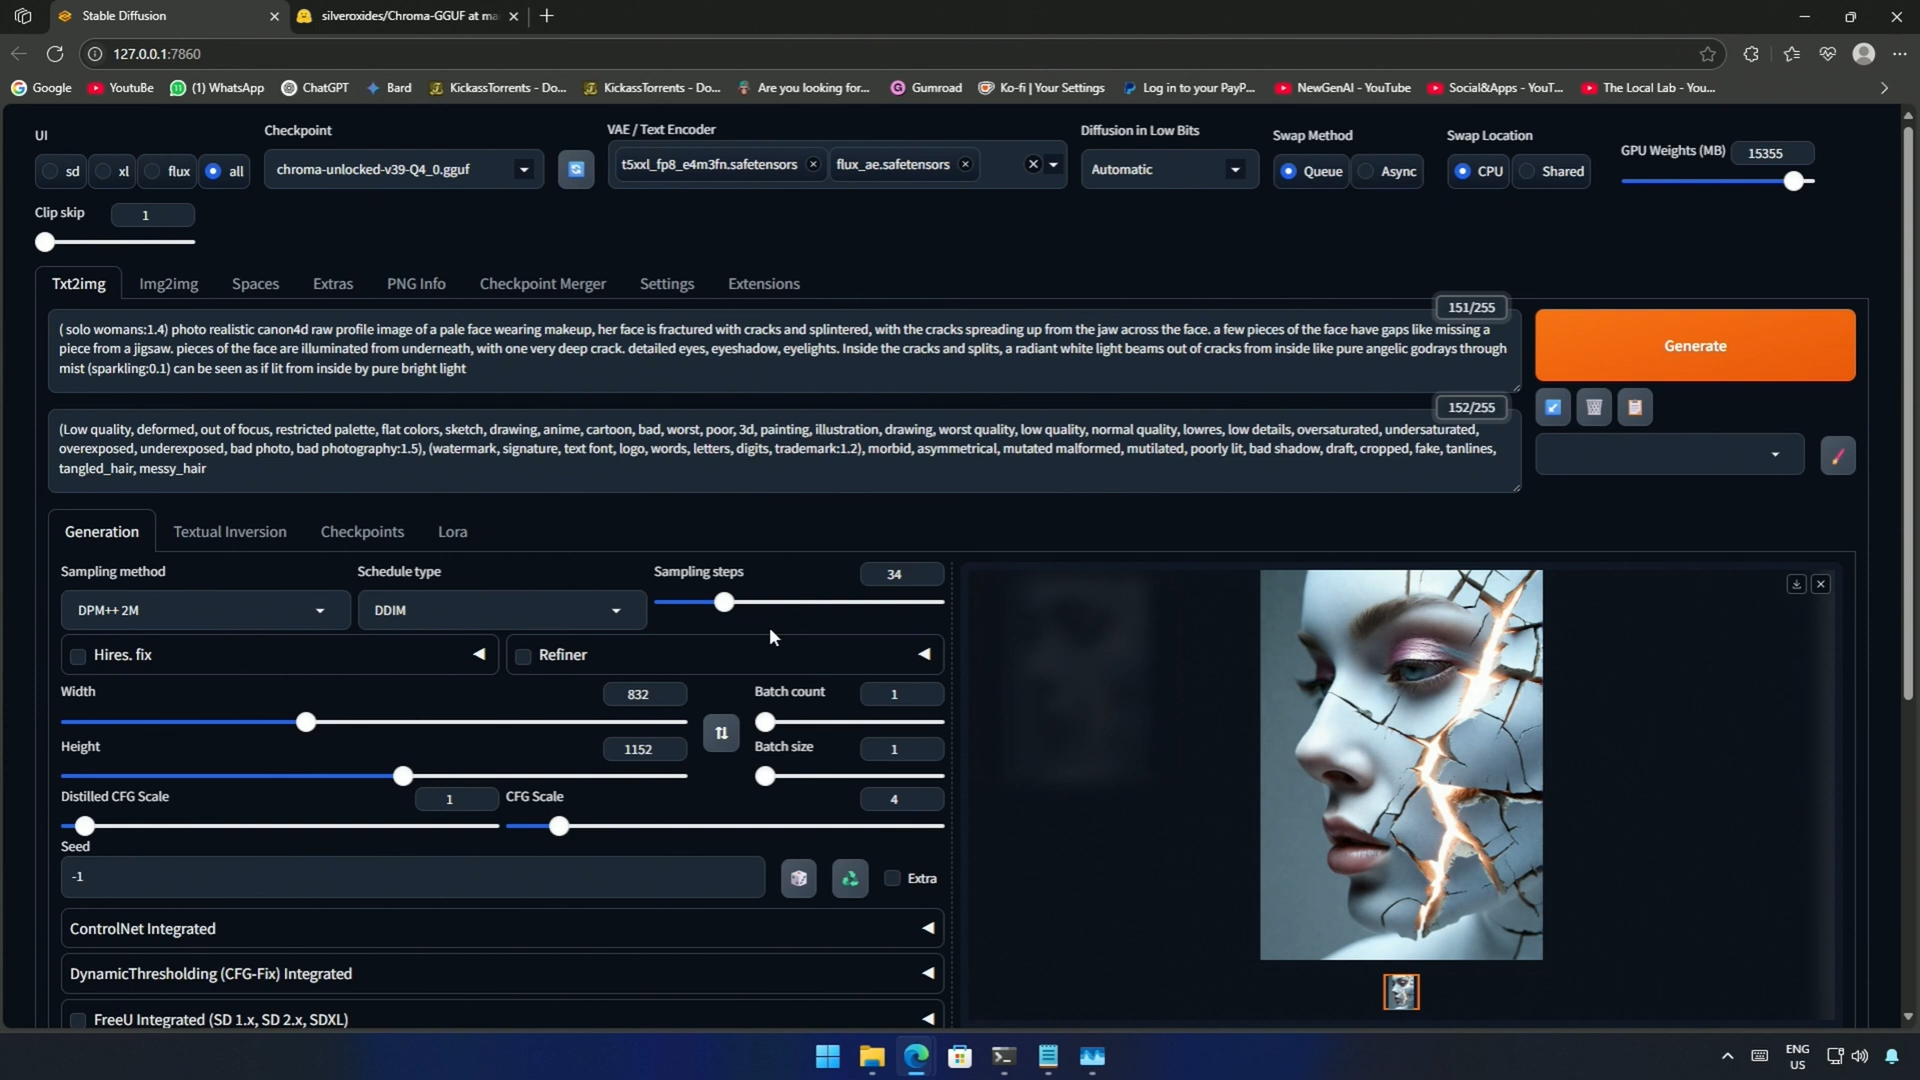 Stable Diffusion
silveroxides/Chroma-GGUF at ma
127.0.0.1:7860
Google
YouTube
(1) WhatsApp
ChatGPT
Bard
KickassTorrents - Do...
KickassTorrents - Do...
Are you looking for...
Gumroad
Ko-fi | Your Settings
Log in to your PayP...
NewGenAI - YouTube
Social&Apps - YouT...
The Local Lab - You...
UI
Checkpoint
VAE / Text Encoder
Diffusion in Low Bits
Swap Method
Swap Location
GPU Weights (MB)
15355
sd
xl
flux
all
chroma-unlocked-v39-Q4_0.gguf
t5xxl_fp8_e4m3fn.safetensors
flux_ae.safetensors
Automatic
Queue
Async
CPU
Shared
Clip skip
1
Txt2img
Img2img
Spaces
Extras
PNG Info
Checkpoint Merger
Settings
Extensions
151/255
( solo womans:1.4) photo realistic canon4d raw profile image of a pale face wearing makeup, her face is fractured with cracks and splintered, with the cracks spreading up from the jaw across the face. a few pieces of the face have gaps like missing a
piece from a jigsaw. pieces of the face are illuminated from underneath, with one very deep crack. detailed eyes, eyeshadow, eyelights. Inside the cracks and splits, a radiant white light beams out of cracks from inside like pure angelic godrays through
mist (sparkling:0.1) can be seen as if lit from inside by pure bright light
Generate
152/255
(Low quality, deformed, out of focus, restricted palette, flat colors, sketch, drawing, anime, cartoon, bad, worst, poor, 3d, painting, illustration, drawing, worst quality, low quality, normal quality, lowres, low details, oversaturated, undersaturated,
overexposed, underexposed, bad photo, bad photography:1.5), (watermark, signature, text font, logo, words, letters, digits, trademark:1.2), morbid, asymmetrical, mutated malformed, mutilated, poorly lit, bad shadow, draft, cropped, fake, tanlines,
tangled_hair, messy_hair
Generation
Textual Inversion
Checkpoints
Lora
Sampling method
Schedule type
Sampling steps
34
DPM++ 2M
DDIM
Hires. fix
Refiner
Width
832
Batch count
1
Height
1152
Batch size
1
Distilled CFG Scale
1
CFG Scale
4
Seed
-1
Extra
ControlNet Integrated
DynamicThresholding (CFG-Fix) Integrated
FreeU Integrated (SD 1.x, SD 2.x, SDXL)
ENG
US